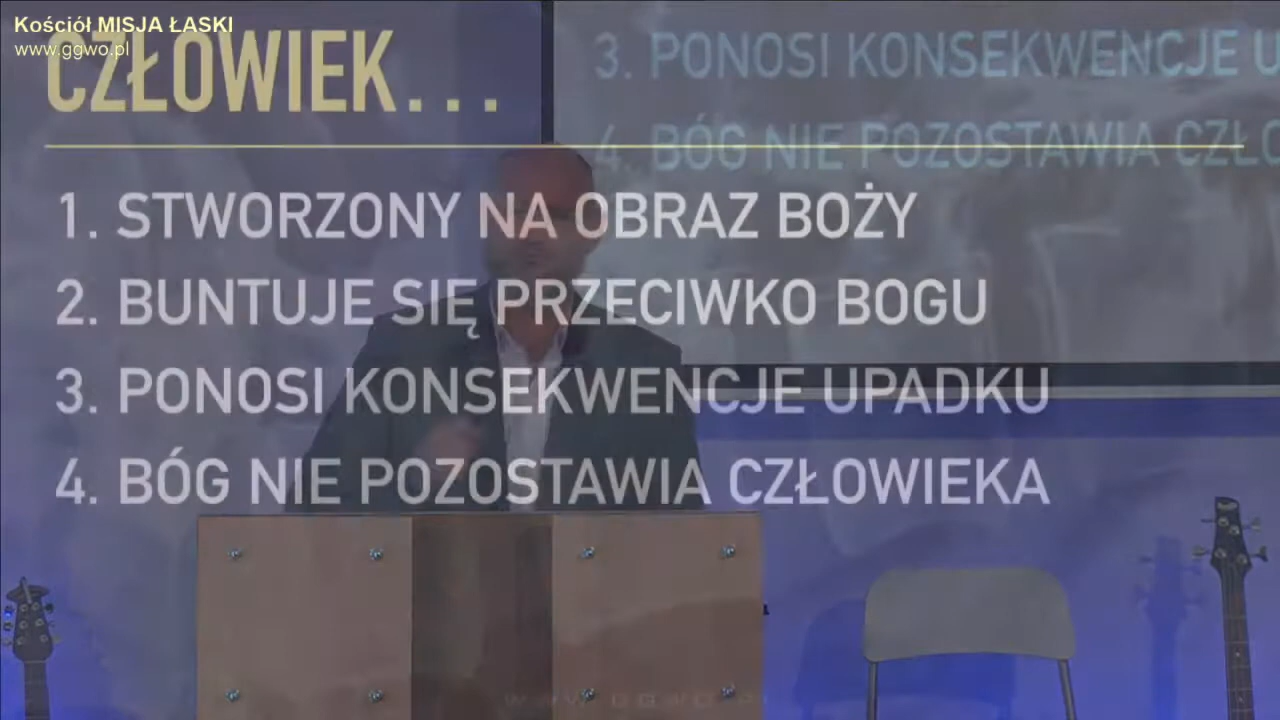 Kościół MISJA ŁASKI
www.ggwo.pl
CZŁOWIEK...
1. STWORZONY NA OBRAZ BOŻY
2. BUNTUJE SIĘ PRZECIWKO BOGU
3. PONOSI KONSEKWENCJE UPADKU
4. BÓG NIE POZOSTAWIA CZŁOWIEKA
3. PONOSI KONSEKWENCJE U
4. BÓG NIE POZOSTAWIA CZŁO